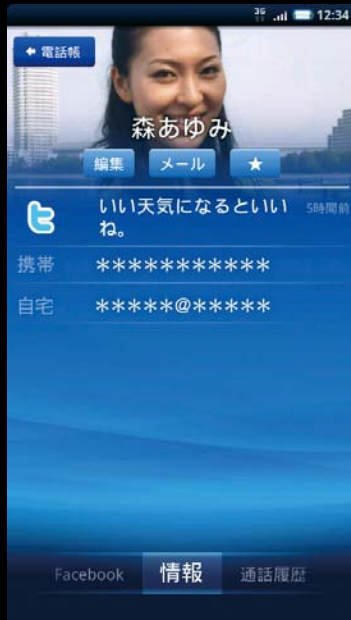 3G 12:34
電話帳
森あゆみ
編集 メール ★
いい天気になるといい 5時間前
ね。
携帯 ***********
自宅 *****@*****
Facebook 情報 通話履歴